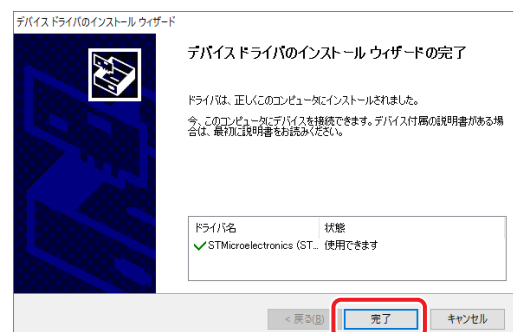 デバイス ドライバのインストール ウィザード
デバイス ドライバのインストール ウィザードの完了
ドライバは、正しくこのコンピュータにインストールされました。
今、このコンピュータにデバイスを接続できます。デバイス付属の説明書がある場
合は、最初に説明書をお読みください。
ドライバ名 状態
STMicroelectronics (ST... 使用できます
< 戻る(B) 完了 キャンセル